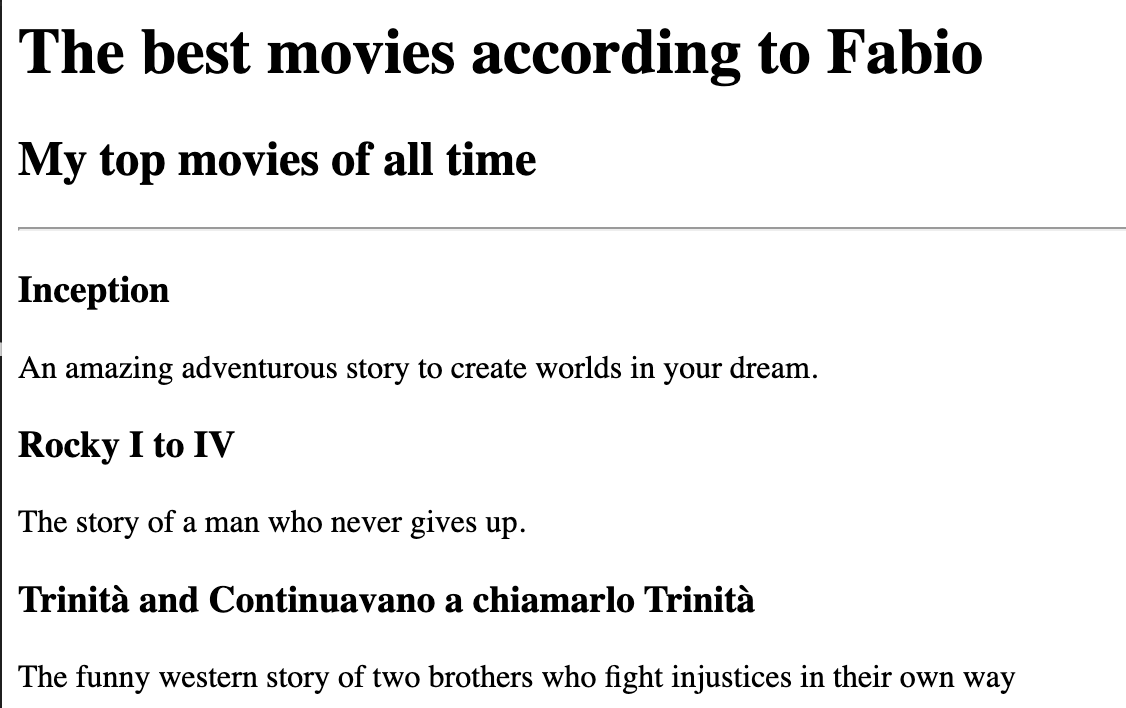 The best movies according to Fabio
My top movies of all time
Inception
An amazing adventurous story to create worlds in your dream.
Rocky I to IV
The story of a man who never gives up.
Trinità and Continuavano a chiamarlo Trinità
The funny western story of two brothers who fight injustices in their own way